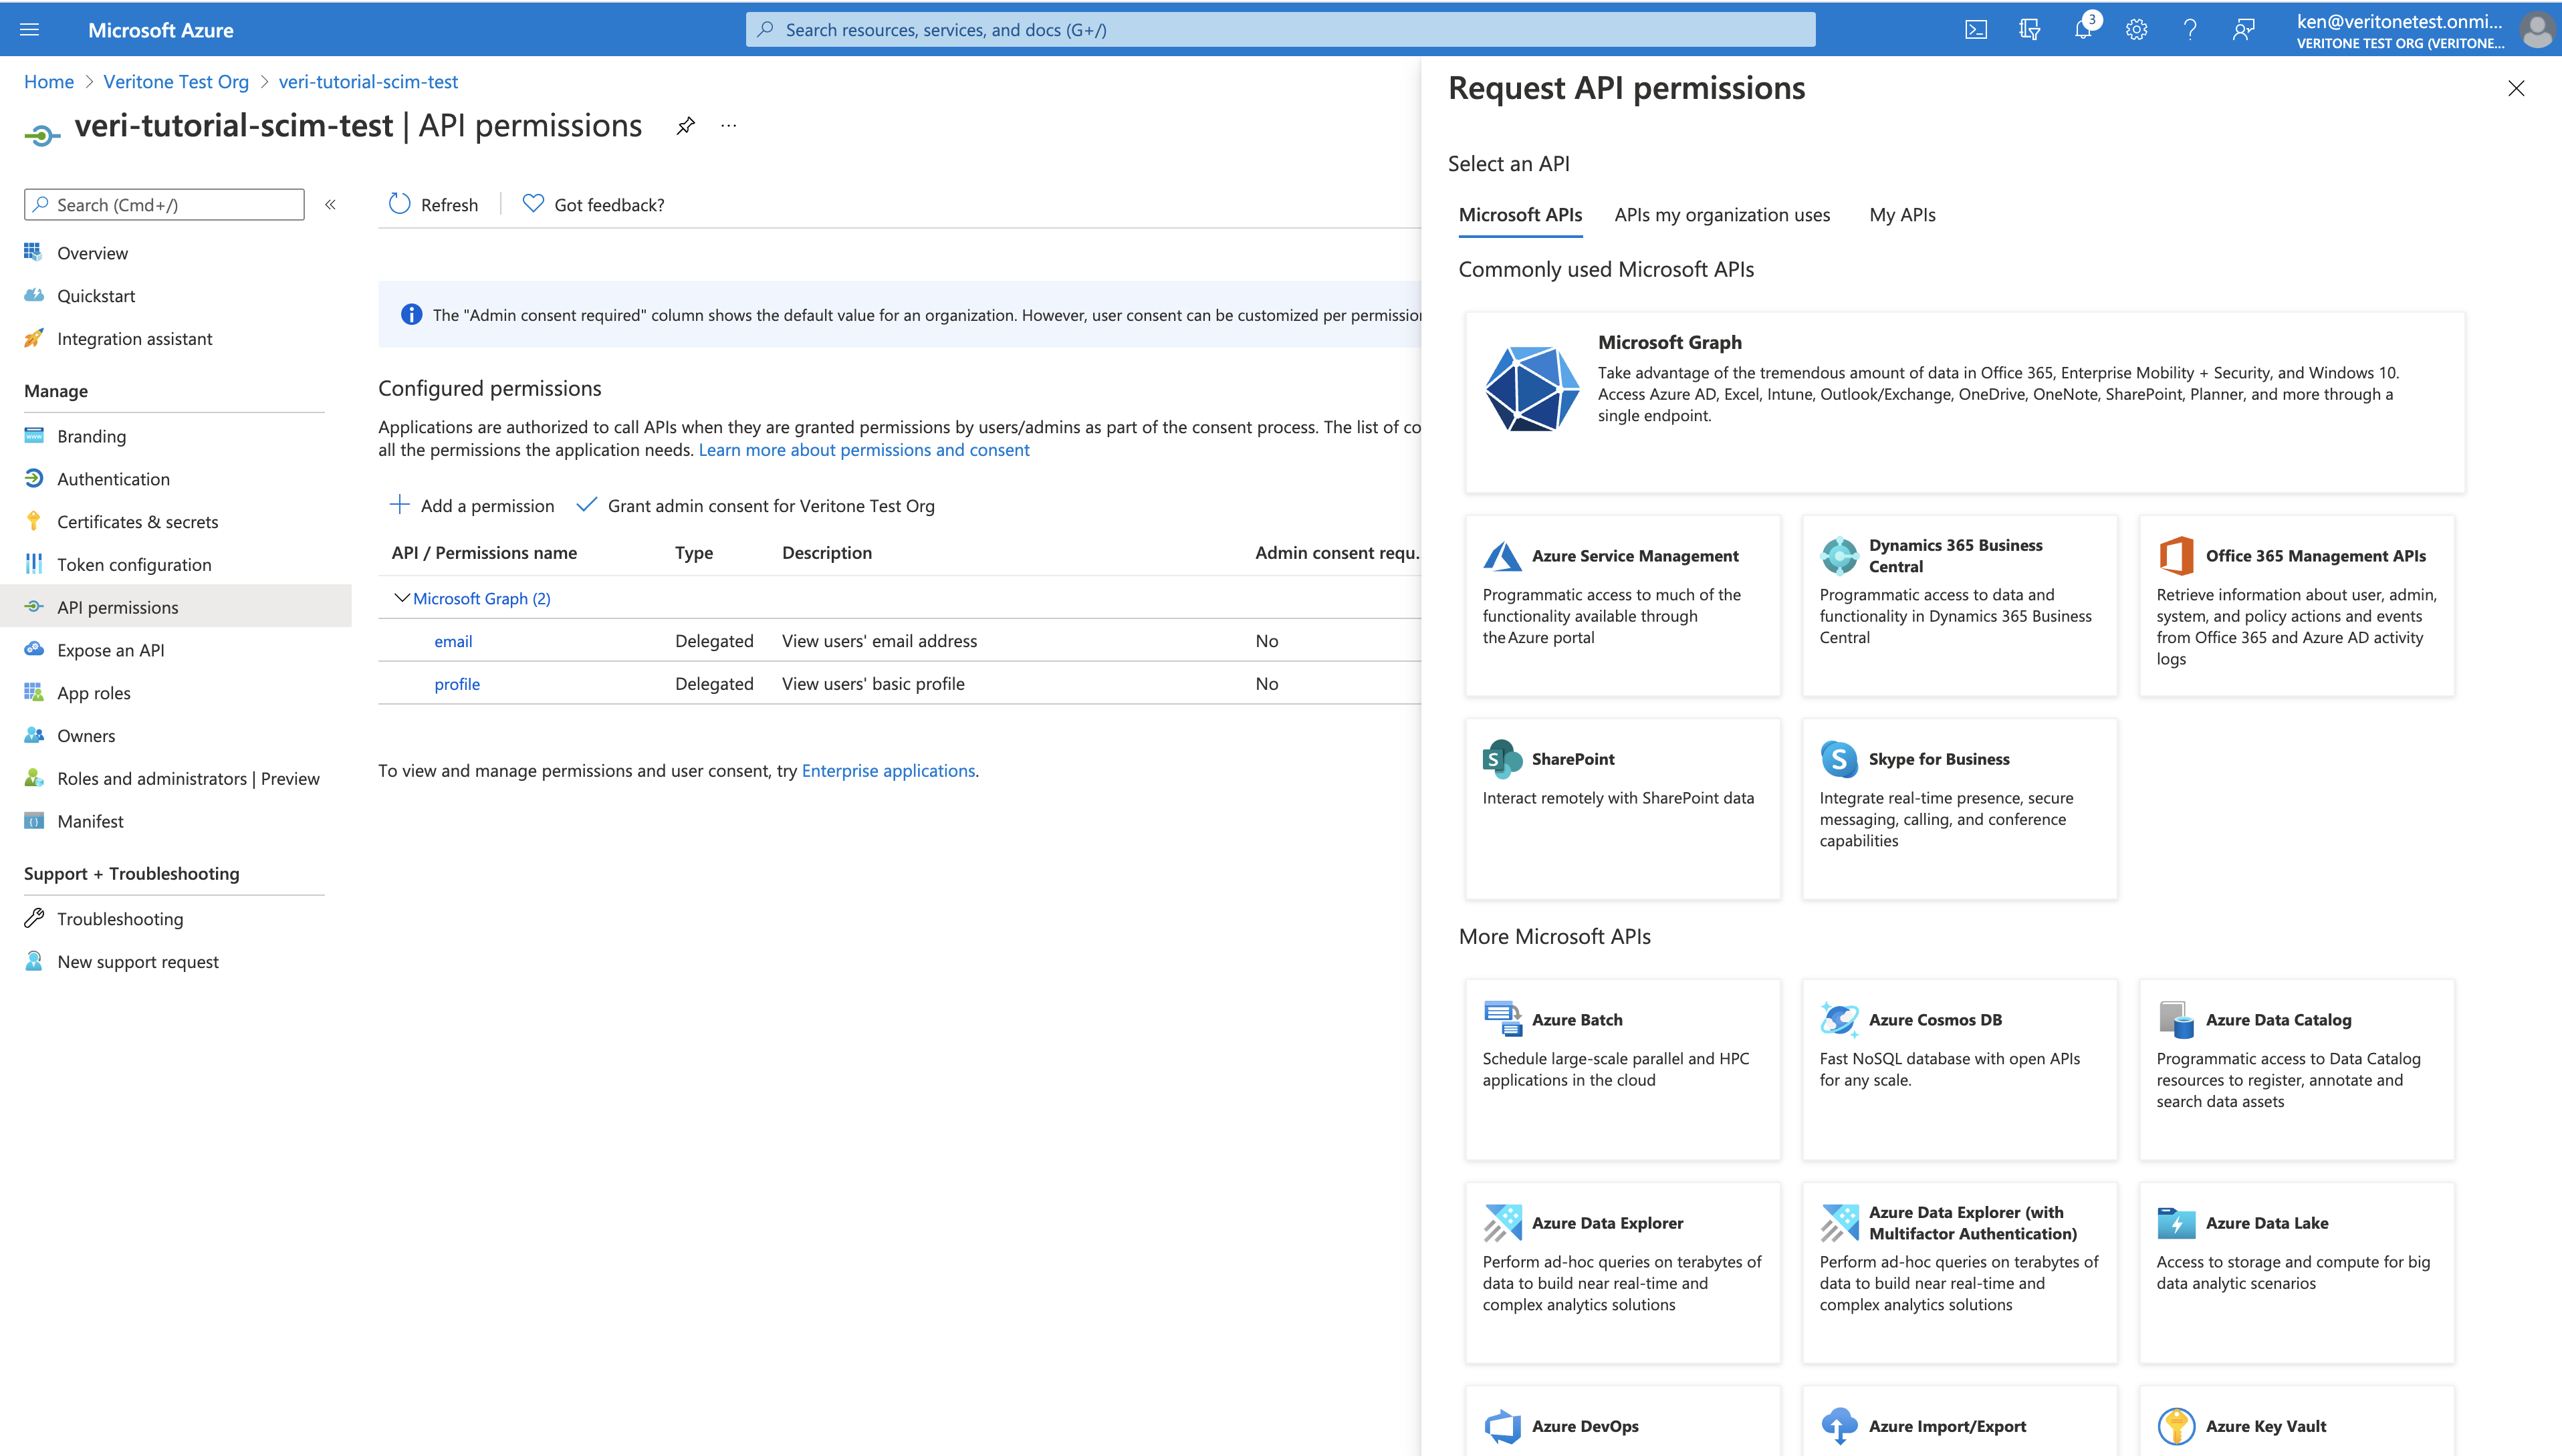 Microsoft Azure
Search resources, services, and docs (G+/)
3
ken@veritonetest.onmi...
VERITONE TEST ORG (VERITONE...
Home > Veritone Test Org > veri-tutorial-scim-test
veri-tutorial-scim-test | API permissions
Search (Cmd+/)
«
Overview
Quickstart
Integration assistant
Manage
Branding
Authentication
Certificates & secrets
Token configuration
API permissions
Expose an API
App roles
Owners
Roles and administrators | Preview
Manifest
Support + Troubleshooting
Troubleshooting
New support request
Refresh
Got feedback?
The "Admin consent required" column shows the default value for an organization. However, user consent can be customized per permission
Configured permissions
Applications are authorized to call APIs when they are granted permissions by users/admins as part of the consent process. The list of co
all the permissions the application needs. Learn more about permissions and consent
Add a permission
Grant admin consent for Veritone Test Org
API / Permissions name Type Description Admin consent requ.
Microsoft Graph (2)
email Delegated View users' email address No
profile Delegated View users' basic profile No
To view and manage permissions and user consent, try Enterprise applications.
Request API permissions
Select an API
Microsoft APIs APIs my organization uses My APIs
Commonly used Microsoft APIs
Microsoft Graph
Take advantage of the tremendous amount of data in Office 365, Enterprise Mobility + Security, and Windows 10.
Access Azure AD, Excel, Intune, Outlook/Exchange, OneDrive, OneNote, SharePoint, Planner, and more through a
single endpoint.
Azure Service Management
Programmatic access to much of the
functionality available through
the Azure portal
Dynamics 365 Business
Central
Programmatic access to data and
functionality in Dynamics 365 Business
Central
Office 365 Management APIs
Retrieve information about user, admin,
system, and policy actions and events
from Office 365 and Azure AD activity
logs
SharePoint
Interact remotely with SharePoint data
Skype for Business
Integrate real-time presence, secure
messaging, calling, and conference
capabilities
More Microsoft APIs
Azure Batch
Schedule large-scale parallel and HPC
applications in the cloud
Azure Cosmos DB
Fast NoSQL database with open APIs
for any scale.
Azure Data Catalog
Programmatic access to Data Catalog
resources to register, annotate and
search data assets
Azure Data Explorer
Perform ad-hoc queries on terabytes of
data to build near real-time and
complex analytics solutions
Azure Data Explorer (with
Multifactor Authentication)
Perform ad-hoc queries on terabytes of
data to build near real-time and
complex analytics solutions
Azure Data Lake
Access to storage and compute for big
data analytic scenarios
Azure DevOps
Azure Import/Export
Azure Key Vault